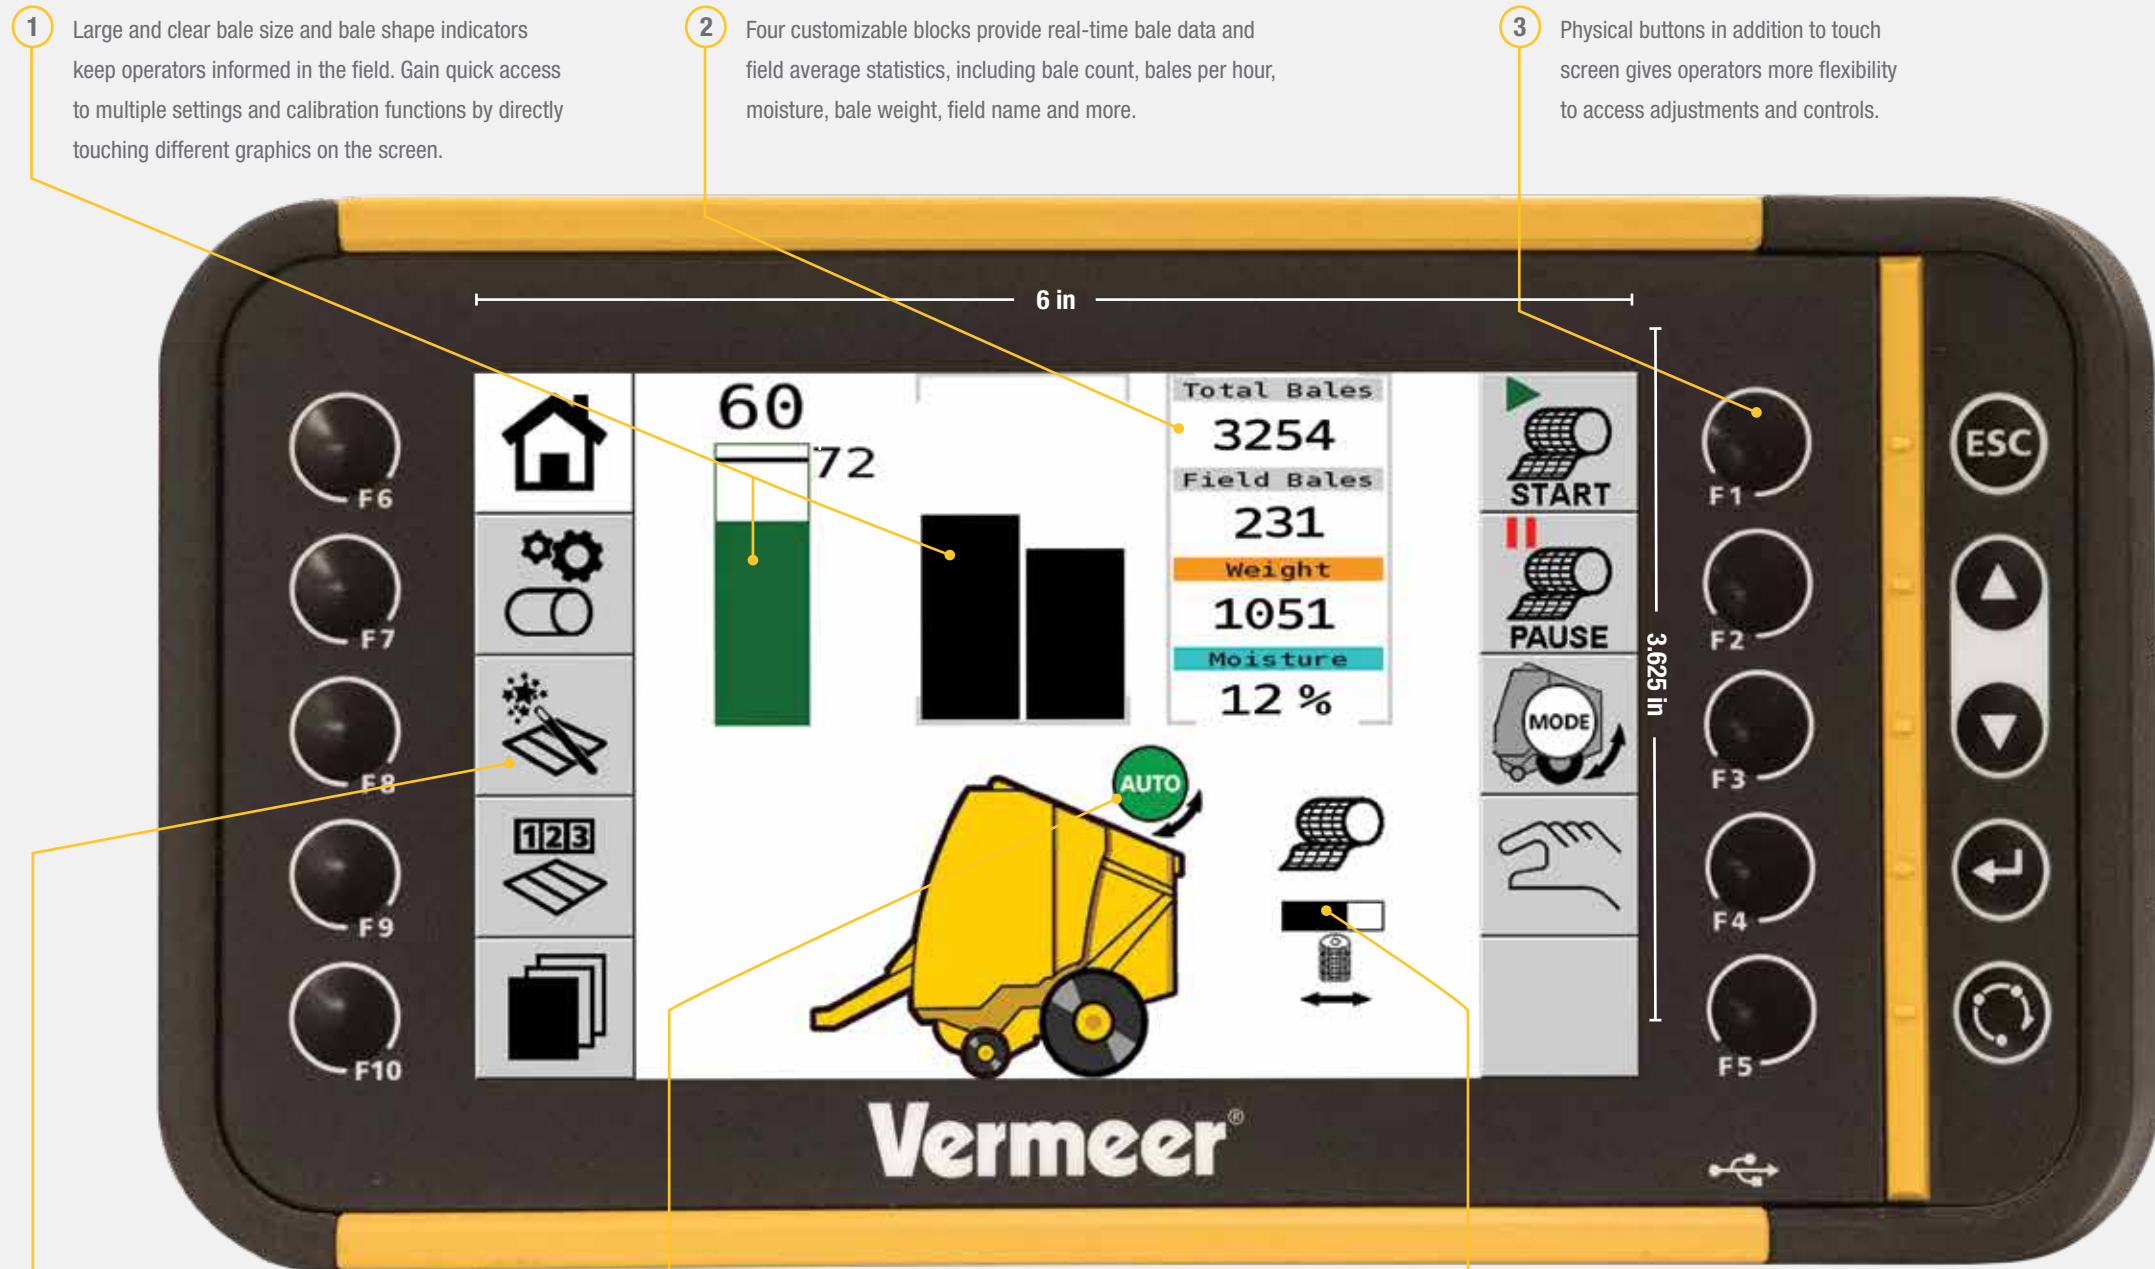 1
Large and clear bale size and bale shape indicators
keep operators informed in the field. Gain quick access
to multiple settings and calibration functions by directly
touching different graphics on the screen.
2
Four customizable blocks provide real-time bale data and
field average statistics, including bale count, bales per hour,
moisture, bale weight, field name and more.
3
Physical buttons in addition to touch
screen gives operators more flexibility
to access adjustments and controls.
6 in
3.625 in
F6
F7
F8
F9
F10
123
60
72
Total Bales
3254
Field Bales
231
Weight
1051
Moisture
12 %
AUTO
START
PAUSE
MODE
F1
F2
F3
F4
F5
ESC
Vermeer®